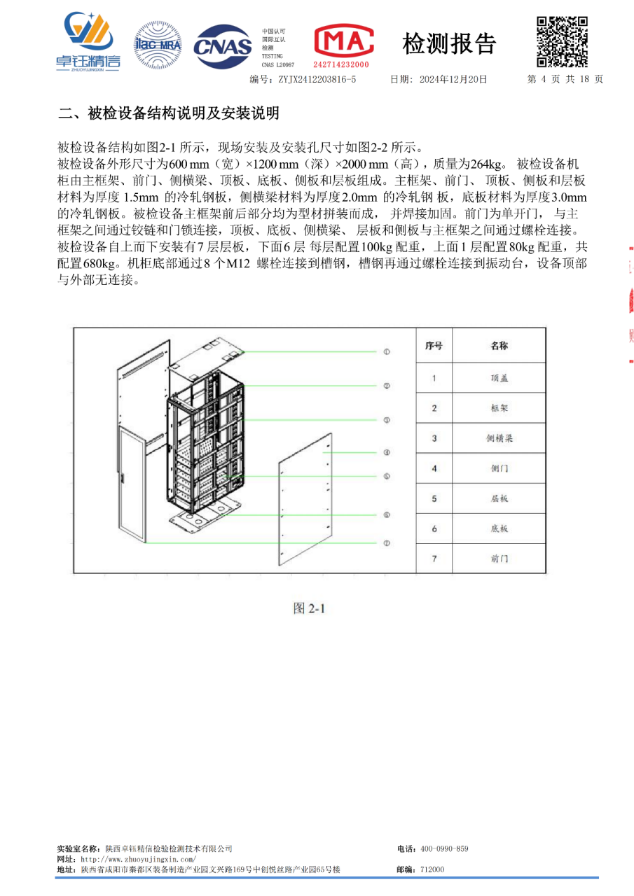 卓钰精信
ZHUOYUJINGXIN
ilac-MRA
CNAS
中国认可
国际互认
检测
TESTING
CNAS L20067
MA
242714232000
检测报告
编号: ZYJX2412203816-5 日期: 2024年12月20日 第 4 页 共 18 页
二、被检设备结构说明及安装说明
被检设备结构如图2-1 所示，现场安装及安装孔尺寸如图2-2 所示。
被检设备外形尺寸为600 mm（宽）×1200 mm（深）×2000 mm（高），质量为264kg。 被检设备机
柜由主框架、前门、侧横梁、顶板、底板、侧板和层板组成。主框架、前门、 顶板、侧板和层板
材料为厚度 1.5mm 的冷轧钢板，侧横梁材料为厚度2.0mm 的冷轧钢 板，底板材料为厚度3.0mm
的冷轧钢板。被检设备主框架前后部分均为型材拼装而成， 并焊接加固。前门为单开门， 与主
框架之间通过铰链和门锁连接，顶板、底板、侧横梁、 层板和侧板与主框架之间通过螺栓连接。
被检设备自上而下安装有7 层层板，下面6 层 每层配置100kg 配重，上面1 层配置80kg 配重，共
配置680kg。机柜底部通过8 个M12 螺栓连接到槽钢，槽钢再通过螺栓连接到振动台，设备顶部
与外部无连接。
①
②
③
④
⑤
⑥
⑦
序号 名称
1 顶盖
2 框架
3 侧横梁
4 侧门
5 层板
6 底板
7 前门
图 2-1
实验室名称: 陕西卓钰精信检验检测技术有限公司 电话: 400-0990-859
网址: http://www.zhuoyujingxin.com/
地址: 陕西省咸阳市秦都区装备制造产业园文兴路169号中创悦丝路产业园65号楼 邮编: 712000